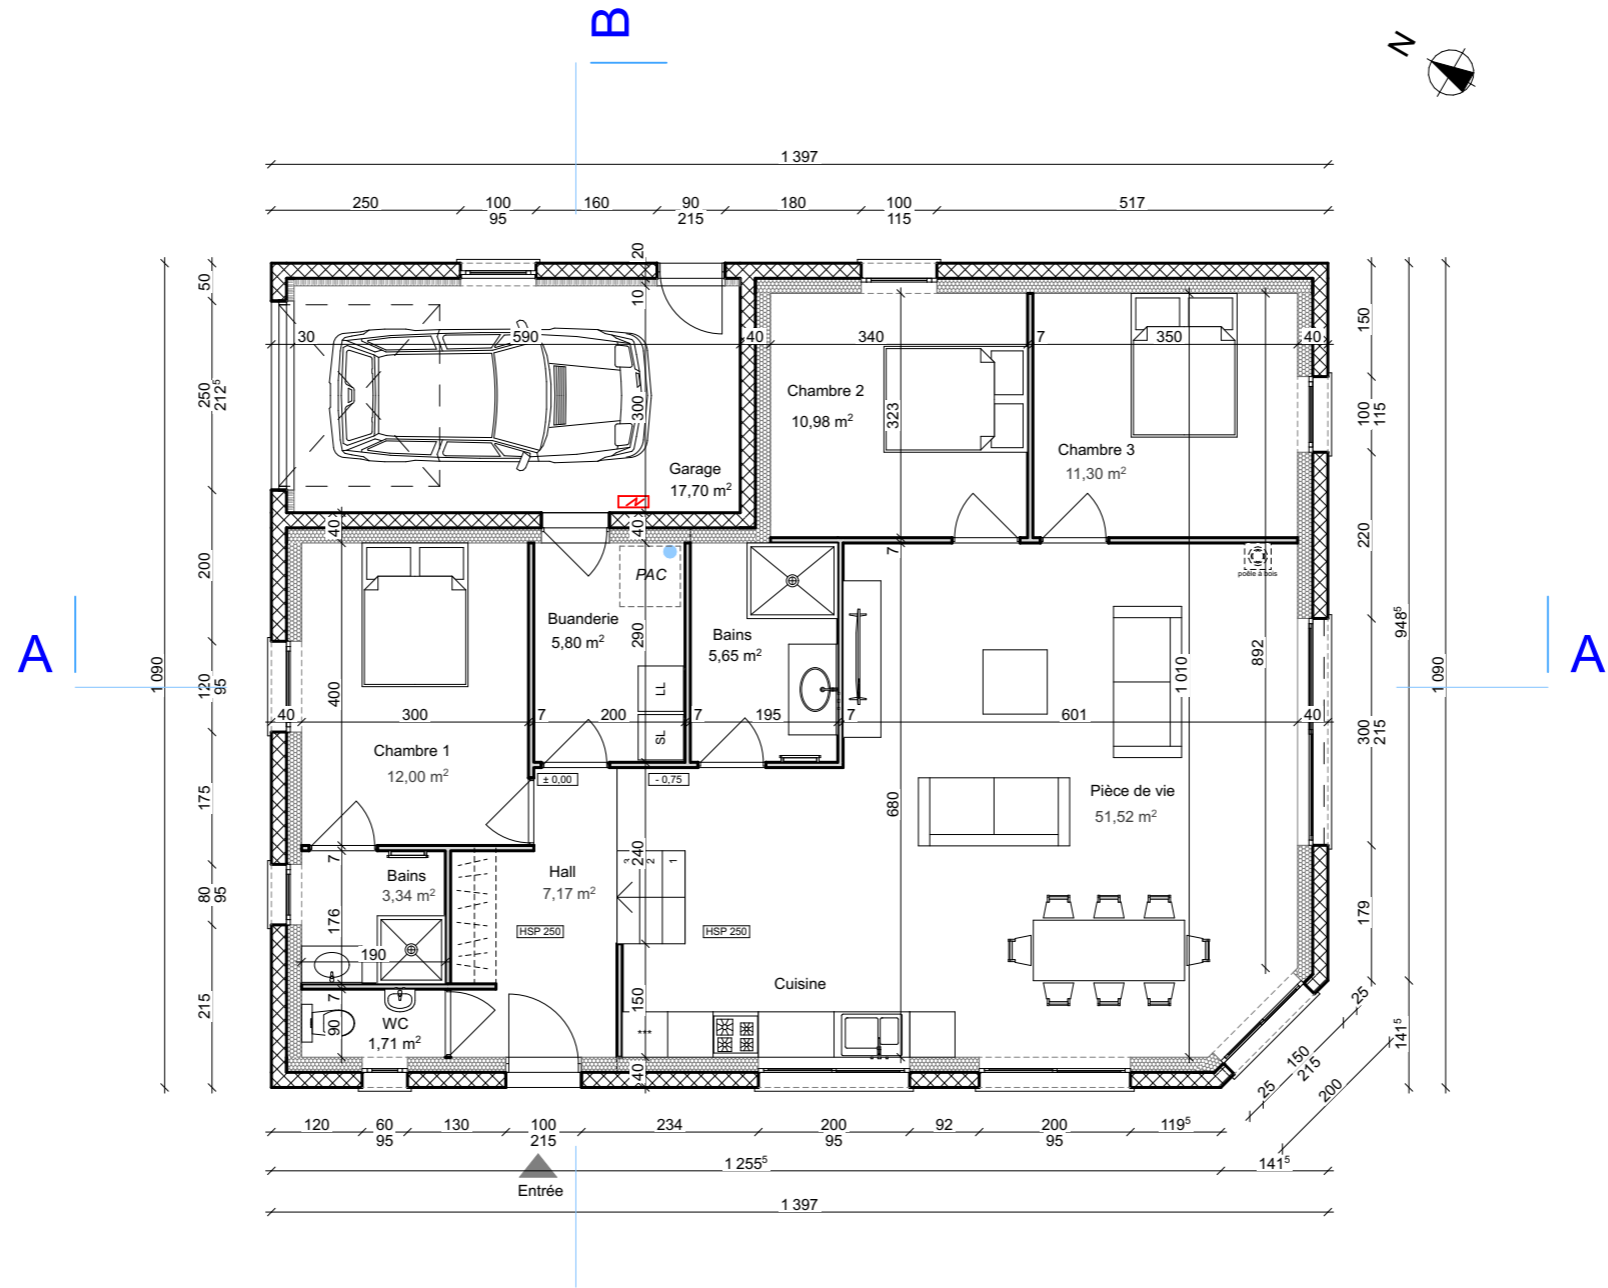 B
N
1 397
250 100 160 90 180 100 517
95 215 115
20
10
50
250
212⁵
200
120
95
175
80
95
215
1 090
30 590 40 340 7 350 40
300
323
Chambre 2
10,98 m²
Chambre 3
11,30 m²
Garage
17,70 m²
150
100
115
220
300
215
179
948⁵
1 090
141⁵
40
40
7
poêle à bois
PAC
Buanderie
5,80 m²
290
Bains
5,65 m²
LL
SL
A
A
892
1 010
400
40 300 7 200 7 195 7 601 40
Chambre 1
12,00 m²
± 0,00
- 0,75
Pièce de vie
51,52 m²
680
240
3
2
1
7
Bains
3,34 m²
Hall
7,17 m²
176
HSP 250
HSP 250
190
Cuisine
7
90
WC
1,71 m²
150
***
40
25
150
215
25
200
120 60 130 100 234 200 92 200 119⁵
95 215 95 95
1 255⁵ 141⁵
Entrée
1 397